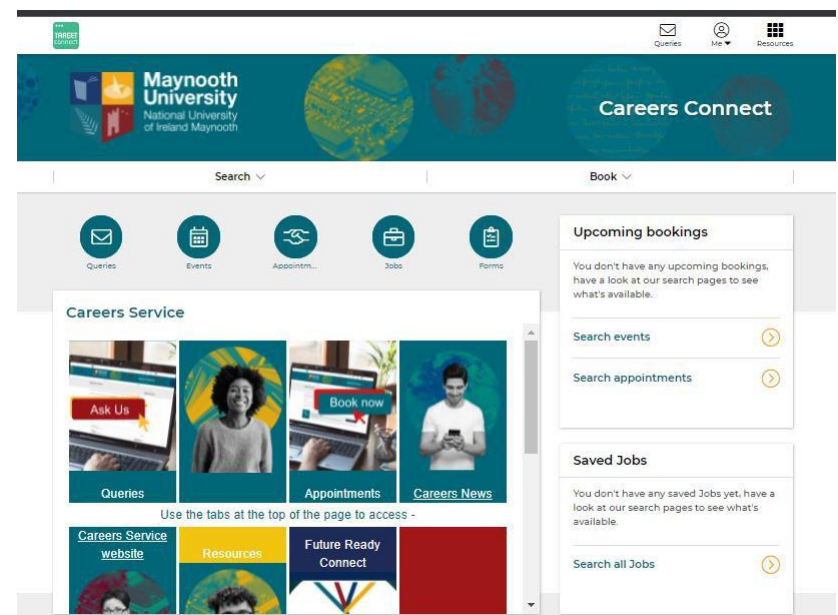 TARGET
connect
Queries
Me
Resources
Maynooth
University
National University
of Ireland Maynooth
Careers Connect
Search
Book
Queries
Events
Appointm...
Jobs
Forms
Careers Service
Ask Us
Book now
Queries
Appointments
Careers News
Use the tabs at the top of the page to access -
Careers Service
website
Resources
Future Ready
Connect
Upcoming bookings
You don't have any upcoming bookings,
have a look at our search pages to see
what's available.
Search events
Search appointments
Saved Jobs
You don't have any saved Jobs yet, have a
look at our search pages to see what's
available.
Search all Jobs